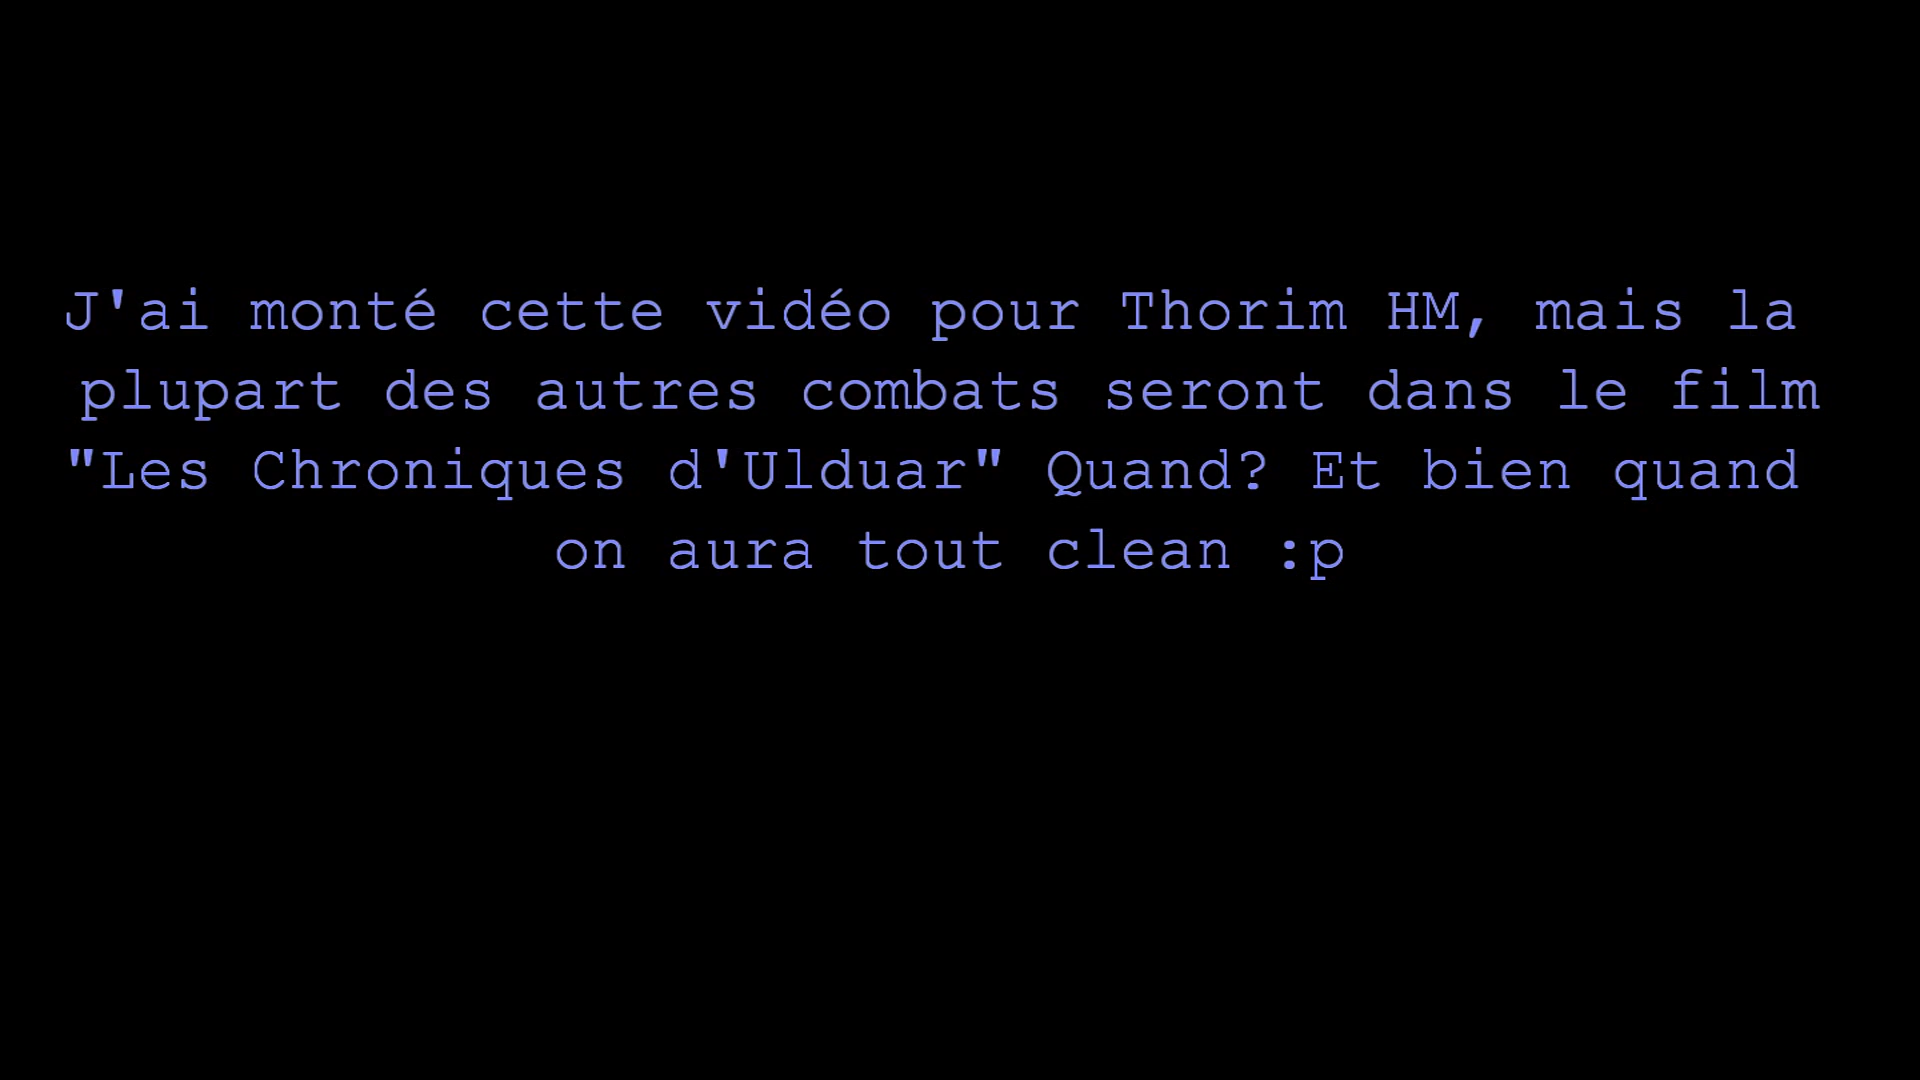 J'ai monté cette vidéo pour Thorim HM, mais la
plupart des autres combats seront dans le film
"Les Chroniques d'Ulduar" Quand? Et bien quand
on aura tout clean :p